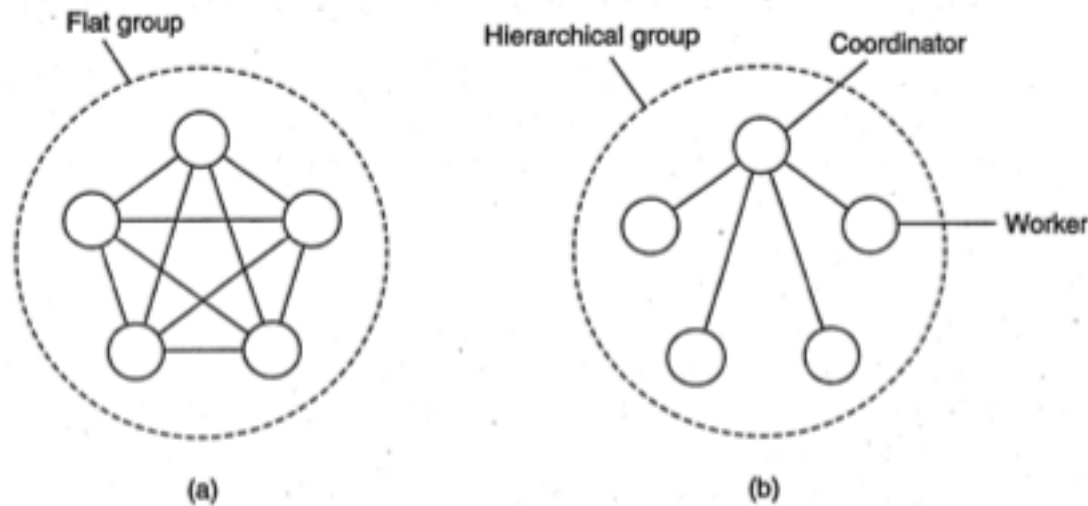 Flat group
Hierarchical group
Coordinator
Worker
(a)
(b)